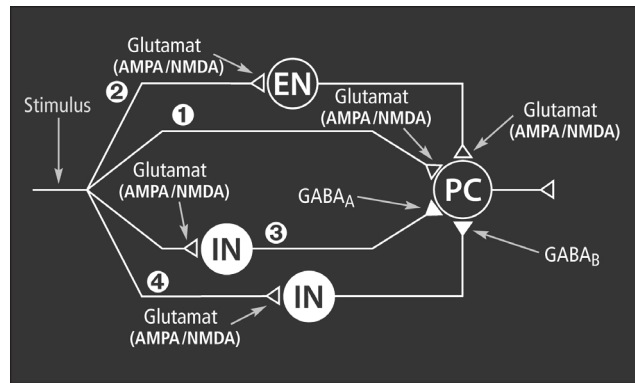 Glutamat
(AMPA/NMDA)
EN
❷
Stimulus
❶
Glutamat
(AMPA/NMDA)
Glutamat
(AMPA/NMDA)
Glutamat
(AMPA/NMDA)
PC
GABAA
IN
❸
GABAB
❹
IN
Glutamat
(AMPA/NMDA)